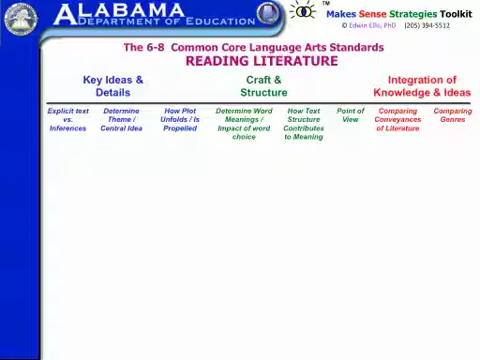 ALABAMA
DEPARTMENT OF EDUCATION
TM
Makes Sense Strategies Toolkit
© Edwin Ellis, PhD (205) 394-5512
The 6-8 Common Core Language Arts Standards
READING LITERATURE
Key Ideas &
Details
Craft &
Structure
Integration of
Knowledge & Ideas
Explicit text
vs.
Inferences
Determine
Theme /
Central Idea
How Plot
Unfolds / Is
Propelled
Determine Word
Meanings /
Impact of word
choice
How Text
Structure
Contributes
to Meaning
Point of
View
Comparing
Conveyances
of Literature
Comparing
Genres